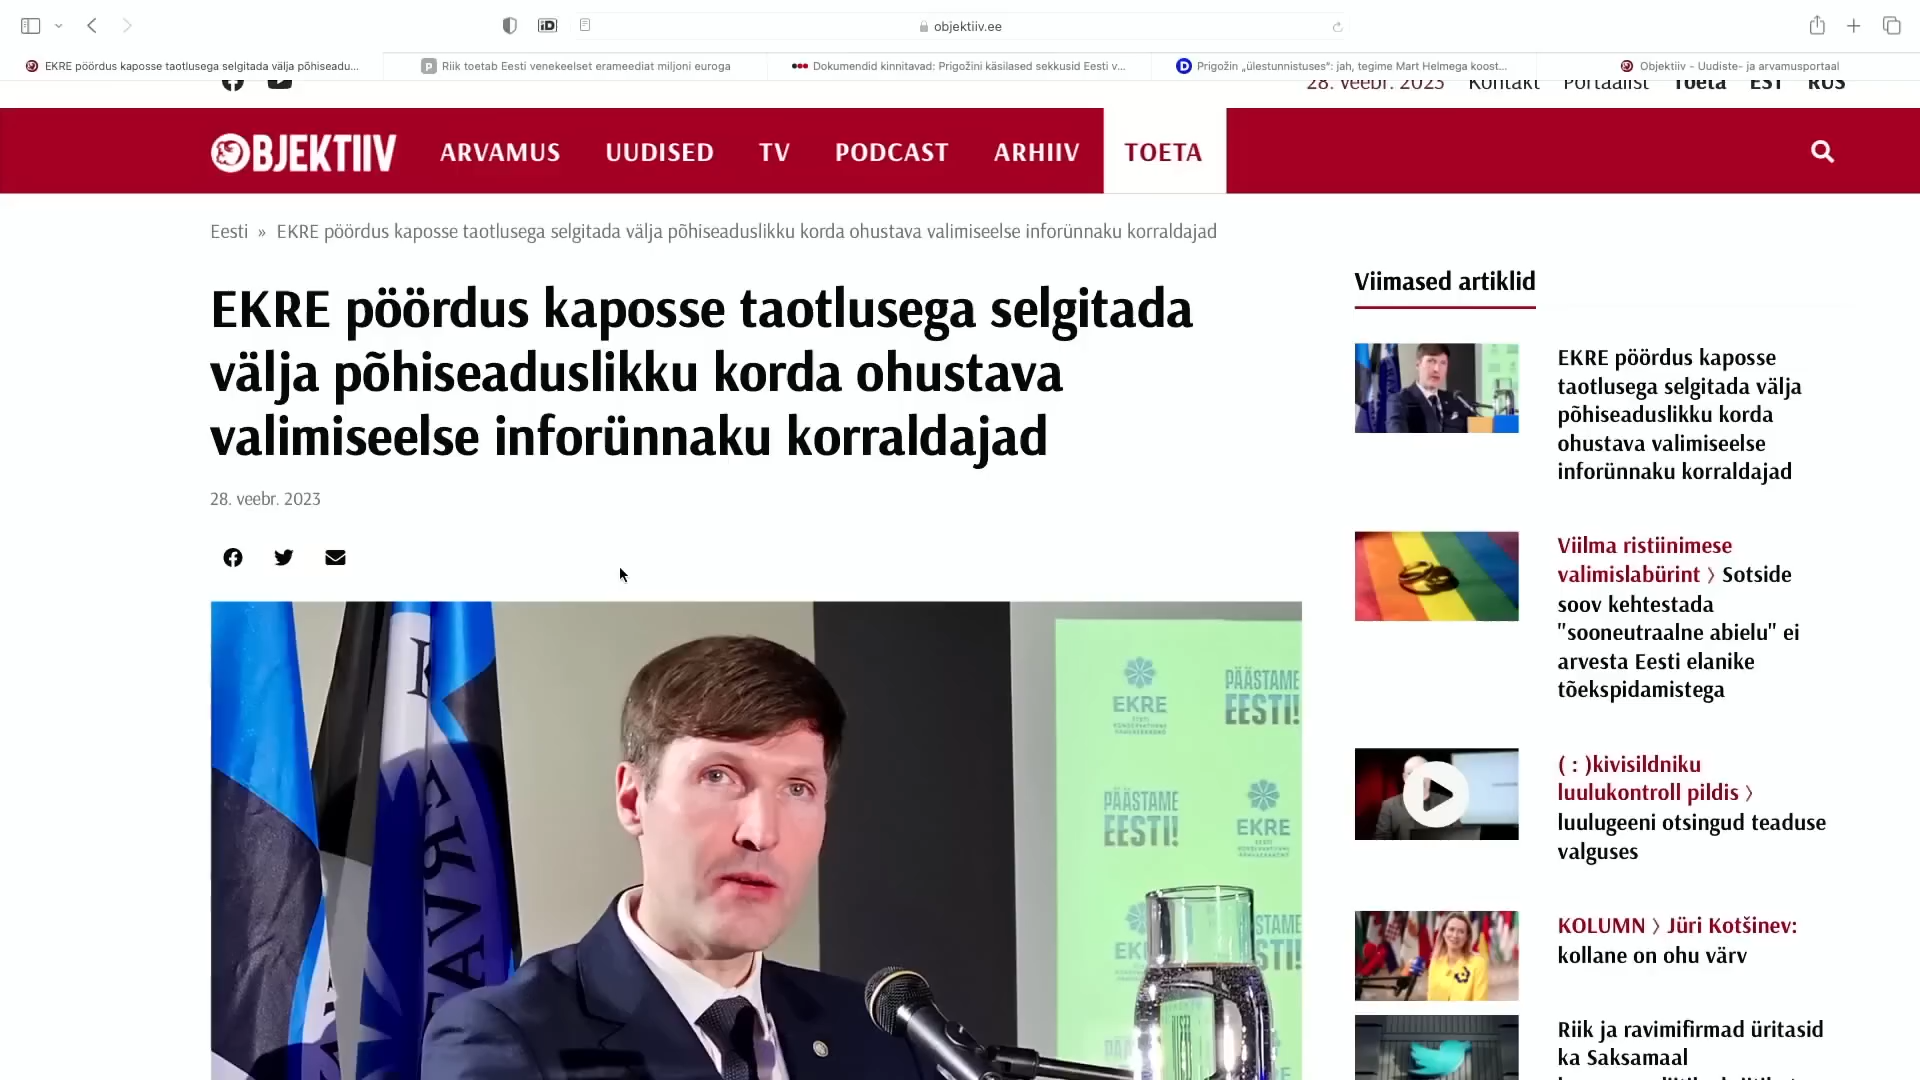 objektiiv.ee
EKRE pöördus kaposse taotlusega selgitada välja põhiseadu...
Riik toetab Eesti venekeelset erameediat miljoni euroga
Dokumendid kinnitavad: Prigožini käsilased sekkusid Eesti v...
Prigožin „ülestunnistuses“: jah, tegime Mart Helmega koost...
Objektiiv - Uudiste- ja arvamusportaal
28. veebr. 2023 Kontakt Portaalist Toeta EST RUS
OBJEKTIIV ARVAMUS UUDISED TV PODCAST ARHIIV TOETA
Eesti » EKRE pöördus kaposse taotlusega selgitada välja põhiseaduslikku korda ohustava valimiseelse inforünnaku korraldajad
EKRE pöördus kaposse taotlusega selgitada
välja põhiseaduslikku korda ohustava
valimiseelse inforünnaku korraldajad
28. veebr. 2023
EKRE
PÄÄSTAME
EESTI!
PÄÄSTAME
EESTI!
EKRE
Viimased artiklid
EKRE pöördus kaposse
taotlusega selgitada välja
põhiseaduslikku korda
ohustava valimiseelse
inforünnaku korraldajad
Viilma ristiinimese
valimislabürint 〉 Sotside
soov kehtestada
"sooneutraalne abielu" ei
arvesta Eesti elanike
tõekspidamistega
( : )kivisildniku
luulukontroll pildis 〉
luulugeeni otsingud teaduse
valguses
KOLUMN 〉 Jüri Kotšinev:
kollane on ohu värv
Riik ja ravimifirmad üritasid
ka Saksamaal